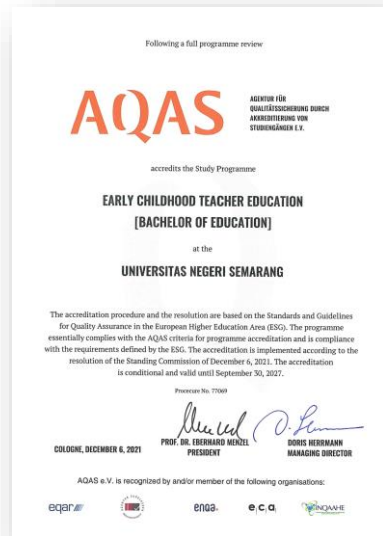 Following a full programme review
AQAS
AGENTUR FÜR
QUALITÄTSSICHERUNG DURCH
AKKREDITIERUNG VON
STUDIENGÄNGEN E.V.
accredits the Study Programme
EARLY CHILDHOOD TEACHER EDUCATION
[BACHELOR OF EDUCATION]
at the
UNIVERSITAS NEGERI SEMARANG
The accreditation procedure and the resolution are based on the Standards and Guidelines
for Quality Assurance in the European Higher Education Area (ESG). The programme
essentially complies with the AQAS criteria for programme accreditation and is compliance
with the requirements defined by the ESG. The accreditation is implemented according to the
resolution of the Standing Commission of December 6, 2021. The accreditation
is conditional and valid until September 30, 2027.
Procecure No. 77069
COLOGNE, DECEMBER 6, 2021
PROF. DR. EBERHARD MENZEL
PRESIDENT
DORIS HERRMANN
MANAGING DIRECTOR
AQAS e.V. is recognized by and/or member of the following organisations:
eqar
enqa.
e,c,a,
INQAAHE